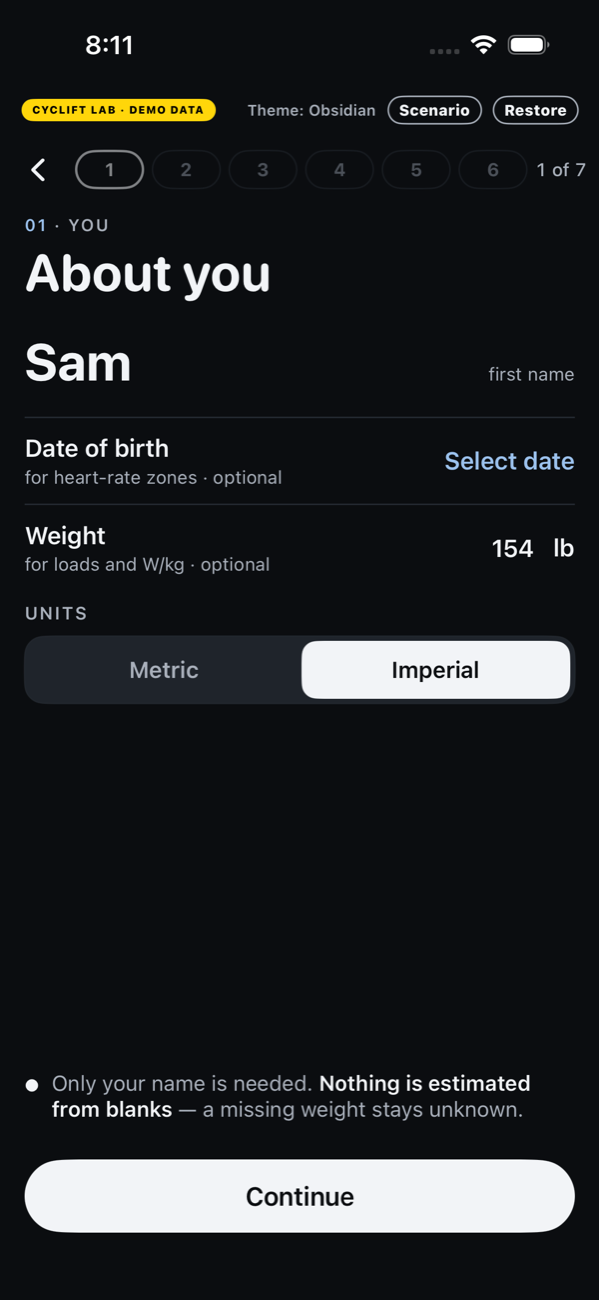 8:11
CYCLIFT LAB · DEMO DATA Theme: Obsidian Scenario Restore
1 2 3 4 5 6 1 of 7
01 · YOU
About you
Sam first name
Date of birth
for heart-rate zones · optional
Select date
Weight
for loads and W/kg · optional
154 lb
UNITS
Metric Imperial
Only your name is needed. Nothing is estimated
from blanks — a missing weight stays unknown.
Continue